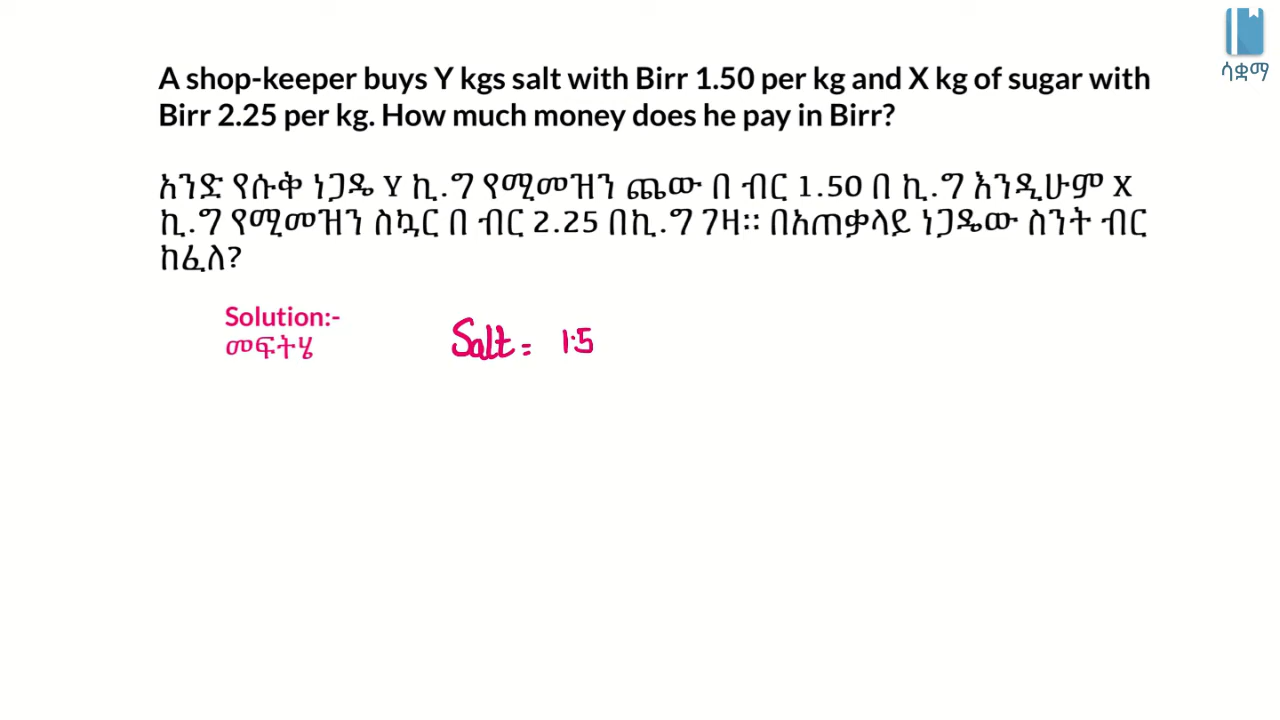 ሳቋማ
A shop-keeper buys Y kgs salt with Birr 1.50 per kg and X kg of sugar with
Birr 2.25 per kg. How much money does he pay in Birr?
አንድ የሱቅ ነጋዴ Y ኪ.ግ የሚመዝን ጨው በ ብር 1.50 በ ኪ.ግ እንዲሁም X
ኪ.ግ የሚመዝን ስኳር በ ብር 2.25 በኪ.ግ ገዛ። በአጠቃላይ ነጋዴው ስንት ብር
ከፈለ?
Solution:-
መፍትሄ
Salt = 1.5